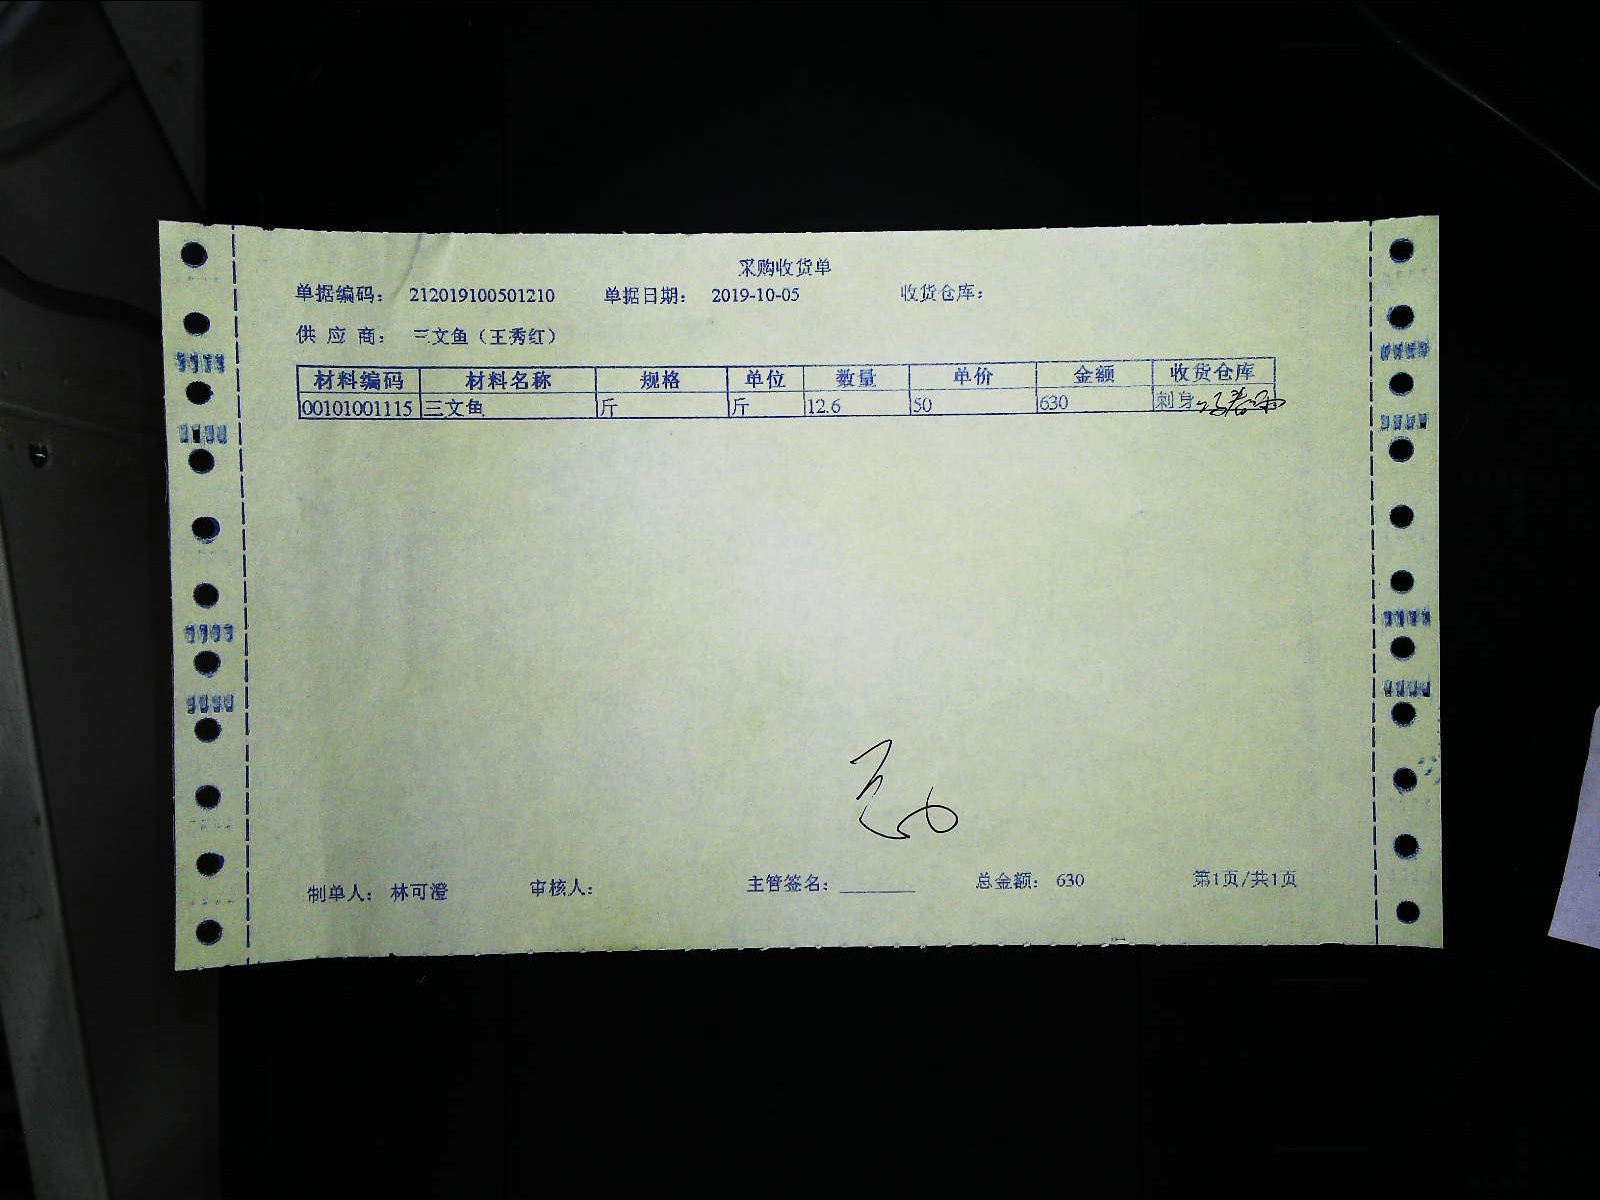 采购收货单
单据编码： 212019100501210 单据日期： 2019-10-05 收货仓库：
供 应 商： 三文鱼（王秀红）
材料编码 材料名称 规格 单位 数量 单价 金额 收货仓库
00101001115 三文鱼 斤 斤 12.6 50 630 刺身
制单人： 林可澄 审核人： 主管签名：________ 总金额： 630 第1页/共1页